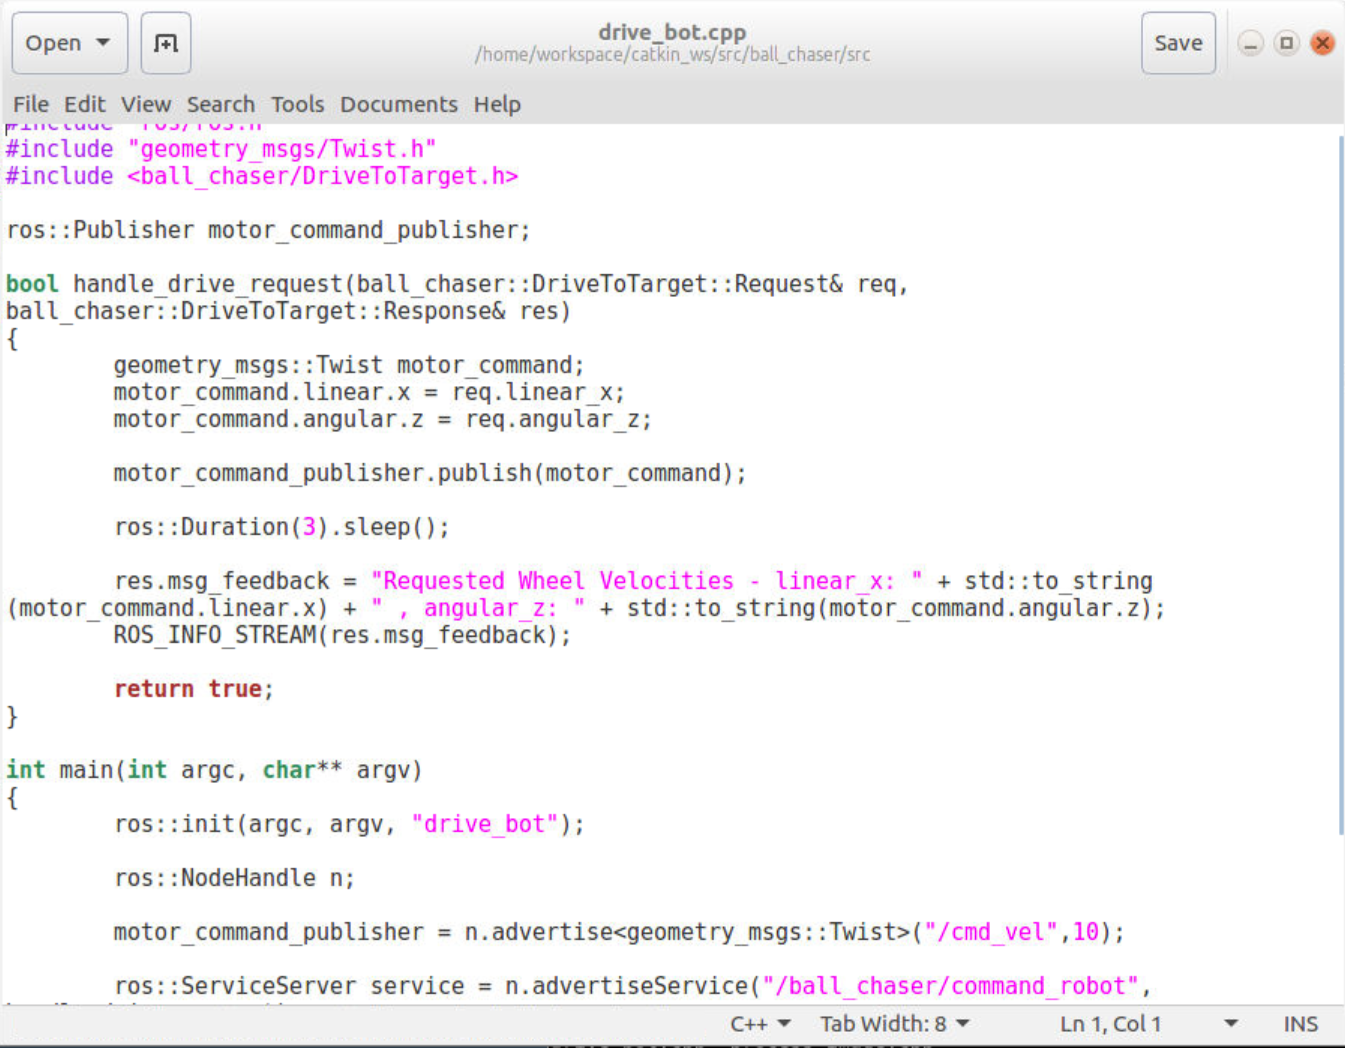 Open
drive_bot.cpp
/home/workspace/catkin_ws/src/ball_chaser/src
Save
File Edit View Search Tools Documents Help
#include "ros/ros.h"
#include "geometry_msgs/Twist.h"
#include <ball_chaser/DriveToTarget.h>
ros::Publisher motor_command_publisher;
bool handle_drive_request(ball_chaser::DriveToTarget::Request& req,
ball_chaser::DriveToTarget::Response& res)
{
geometry_msgs::Twist motor_command;
motor_command.linear.x = req.linear_x;
motor_command.angular.z = req.angular_z;
motor_command_publisher.publish(motor_command);
ros::Duration(3).sleep();
res.msg_feedback = "Requested Wheel Velocities - linear_x: " + std::to_string
(motor_command.linear.x) + " , angular_z: " + std::to_string(motor_command.angular.z);
ROS_INFO_STREAM(res.msg_feedback);
return true;
}
int main(int argc, char** argv)
{
ros::init(argc, argv, "drive_bot");
ros::NodeHandle n;
motor_command_publisher = n.advertise<geometry_msgs::Twist>("/cmd_vel",10);
ros::ServiceServer service = n.advertiseService("/ball_chaser/command_robot",
C++ Tab Width: 8 Ln 1, Col 1 INS